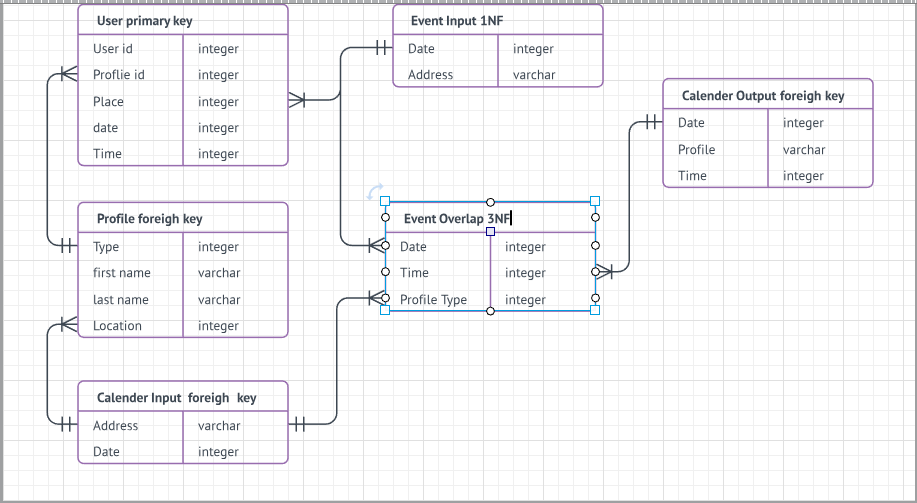 User primary key
User id integer
Proflie id integer
Place integer
date integer
Time integer
Event Input 1NF
Date integer
Address varchar
Calender Output foreigh key
Date integer
Profile varchar
Time integer
Profile foreigh key
Type integer
first name varchar
last name varchar
Location integer
Event Overlap 3NF
Date integer
Time integer
Profile Type integer
Calender Input foreigh key
Address varchar
Date integer